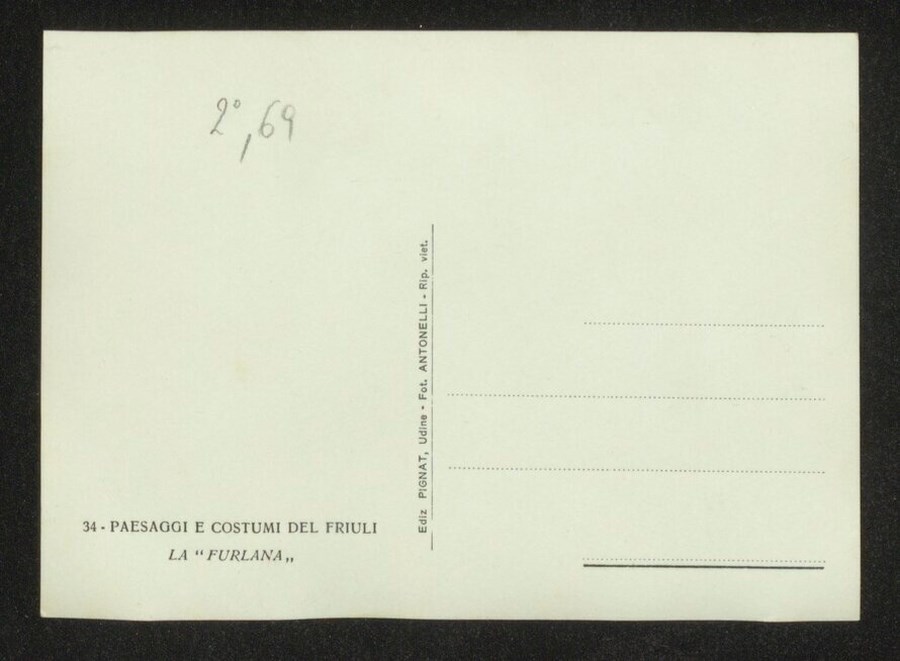 2°, 69
Ediz PIGNAT, Udine - Fot. ANTONELLI - Rip. viet.
34 - PAESAGGI E COSTUMI DEL FRIULI
LA "FURLANA„